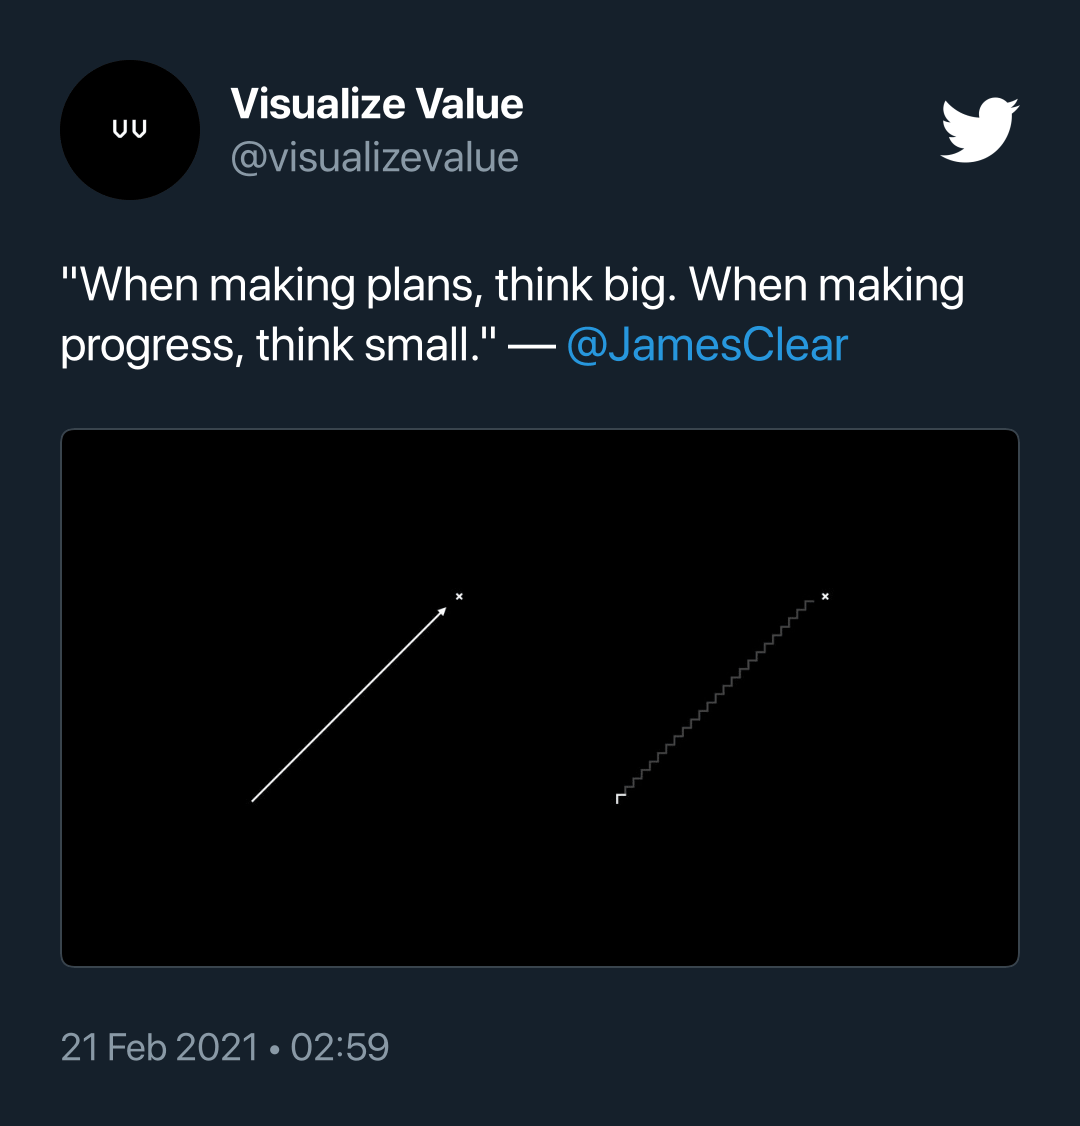 Visualize Value
@visualizevalue
"When making plans, think big. When making
progress, think small." — @JamesClear
21 Feb 2021 • 02:59